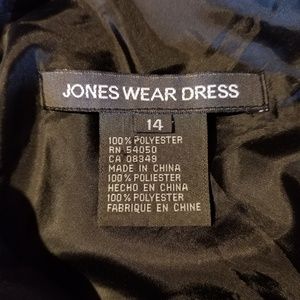 JONES WEAR DRESS
14
100% POLYESTER
RN 54050
CA 08349
MADE IN CHINA
100% POLIESTER
HECHO EN CHINA
100% POLYESTER
FABRIQUE EN CHINE